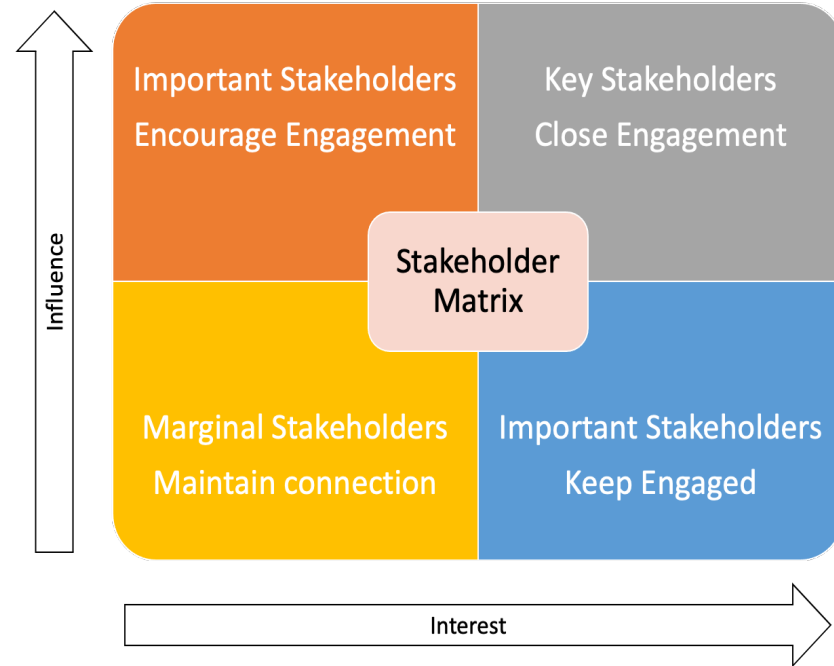 Important Stakeholders
Encourage Engagement
Key Stakeholders
Close Engagement
Influence
Stakeholder
Matrix
Marginal Stakeholders
Maintain connection
Important Stakeholders
Keep Engaged
Interest